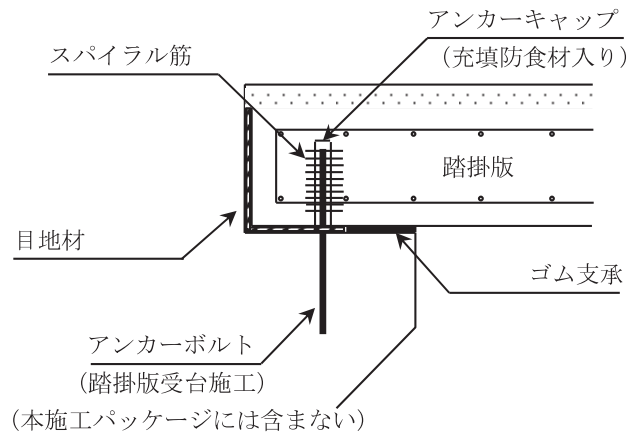 アンカーキャップ
（充填防食材入り）
スパイラル筋
踏掛版
目地材
ゴム支承
アンカーボルト
（踏掛版受台施工）
（本施工パッケージには含まない）